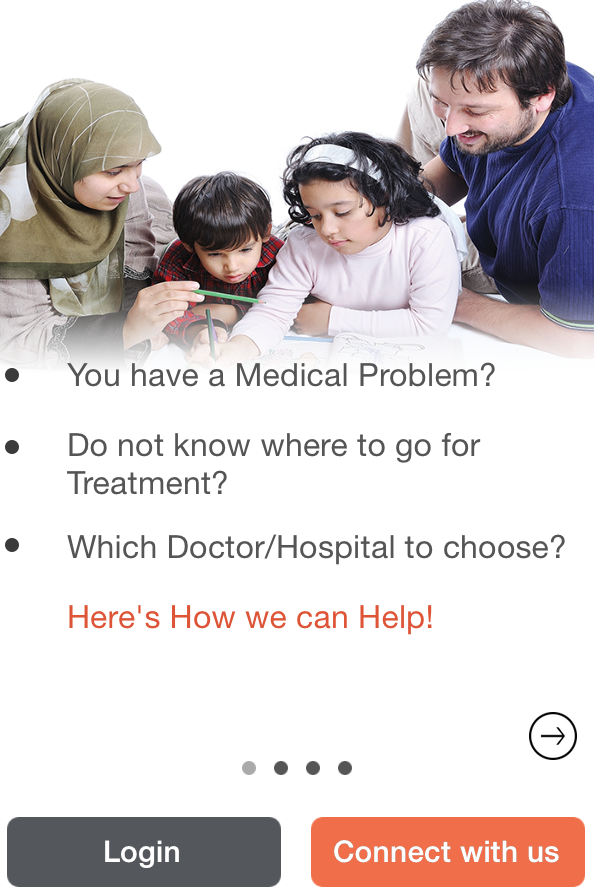 You have a Medical Problem?
Do not know where to go for
Treatment?
Which Doctor/Hospital to choose?
Here's How we can Help!
Login
Connect with us